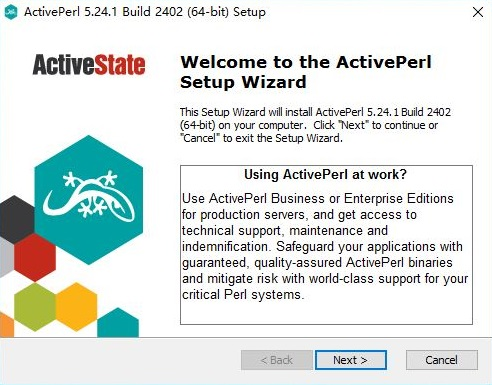 ActivePerl 5.24.1 Build 2402 (64-bit) Setup
ActiveState
Welcome to the ActivePerl
Setup Wizard
This Setup Wizard will install ActivePerl 5.24.1 Build 2402
(64-bit) on your computer. Click "Next" to continue or
"Cancel" to exit the Setup Wizard.
Using ActivePerl at work?
Use ActivePerl Business or Enterprise Editions
for production servers, and get access to
technical support, maintenance and
indemnification. Safeguard your applications with
guaranteed, quality-assured ActivePerl binaries
and mitigate risk with world-class support for your
critical Perl systems.
< Back
Next >
Cancel